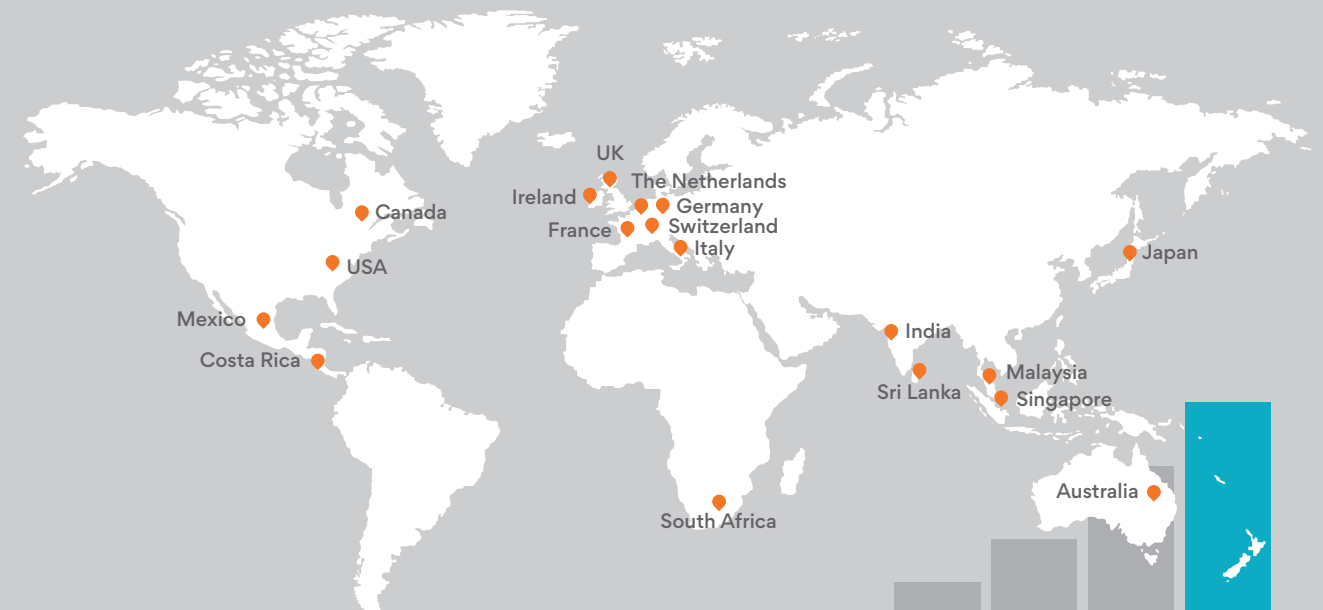 UK
The Netherlands
Ireland
Germany
Canada
Switzerland
France
Italy
Japan
USA
Mexico
India
Costa Rica
Malaysia
Sri Lanka
Singapore
Australia
South Africa